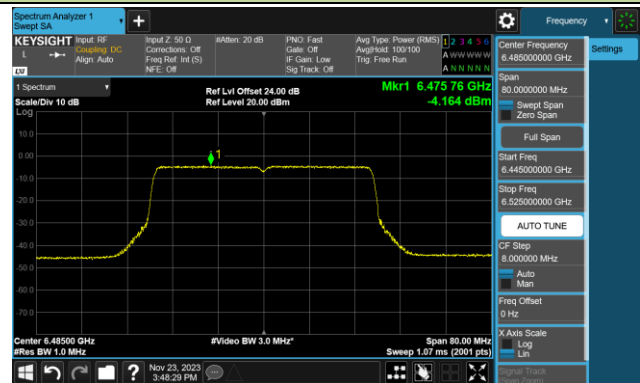 Spectrum Analyzer 1
Swept SA
Frequency
KEYSIGHT
L
LXI
Input: RF
Coupling: DC
Align: Auto
Input Z: 50 Ω
Corrections: Off
Freq Ref: Int (S)
NFE: Off
#Atten: 20 dB
PNO: Fast
Gate: Off
IF Gain: Low
Sig Track: Off
Avg Type: Power (RMS)
Avg|Hold: 100/100
Trig: Free Run
1 2 3 4 5 6
A W W W W W
A N N N N N
1 Spectrum
Scale/Div 10 dB
Log
Ref Lvl Offset 24.00 dB
Ref Level 20.00 dBm
Mkr1 6.475 76 GHz
-4.164 dBm
10.0
0.00
-10.0
-20.0
-30.0
-40.0
-50.0
-60.0
-70.0
1
Center 6.48500 GHz
#Res BW 1.0 MHz
#Video BW 3.0 MHz*
Span 80.00 MHz
Sweep 1.07 ms (2001 pts)
Nov 23, 2023
3:48:29 PM
Center Frequency
6.485000000 GHz
Settings
Span
80.0000000 MHz
Swept Span
Zero Span
Full Span
Start Freq
6.445000000 GHz
Stop Freq
6.525000000 GHz
AUTO TUNE
CF Step
8.000000 MHz
Auto
Man
Freq Offset
0 Hz
X Axis Scale
Log
Lin
Signal Track